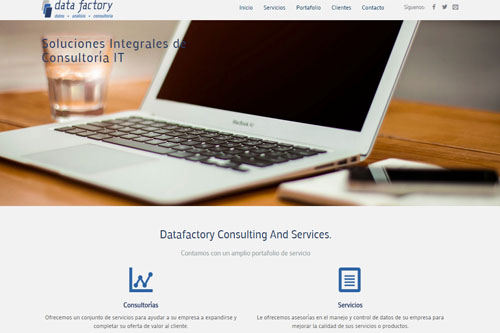 data factory
datos • análisis • consultoría
Inicio Servicios Portafolio Clientes Contacto Síguenos:
Soluciones Integrales de
Consultoría IT
MacBook Air
Datafactory Consulting And Services.
Contamos con un amplio portafolio de servicio
Consultorías
Ofrecemos un conjunto de servicios para ayudar a su empresa a expandirse y
completar su oferta de valor al cliente.
Servicios
Le ofrecemos asesorías en el manejo y control de datos de su empresa para
mejorar la calidad de sus servicios o productos.